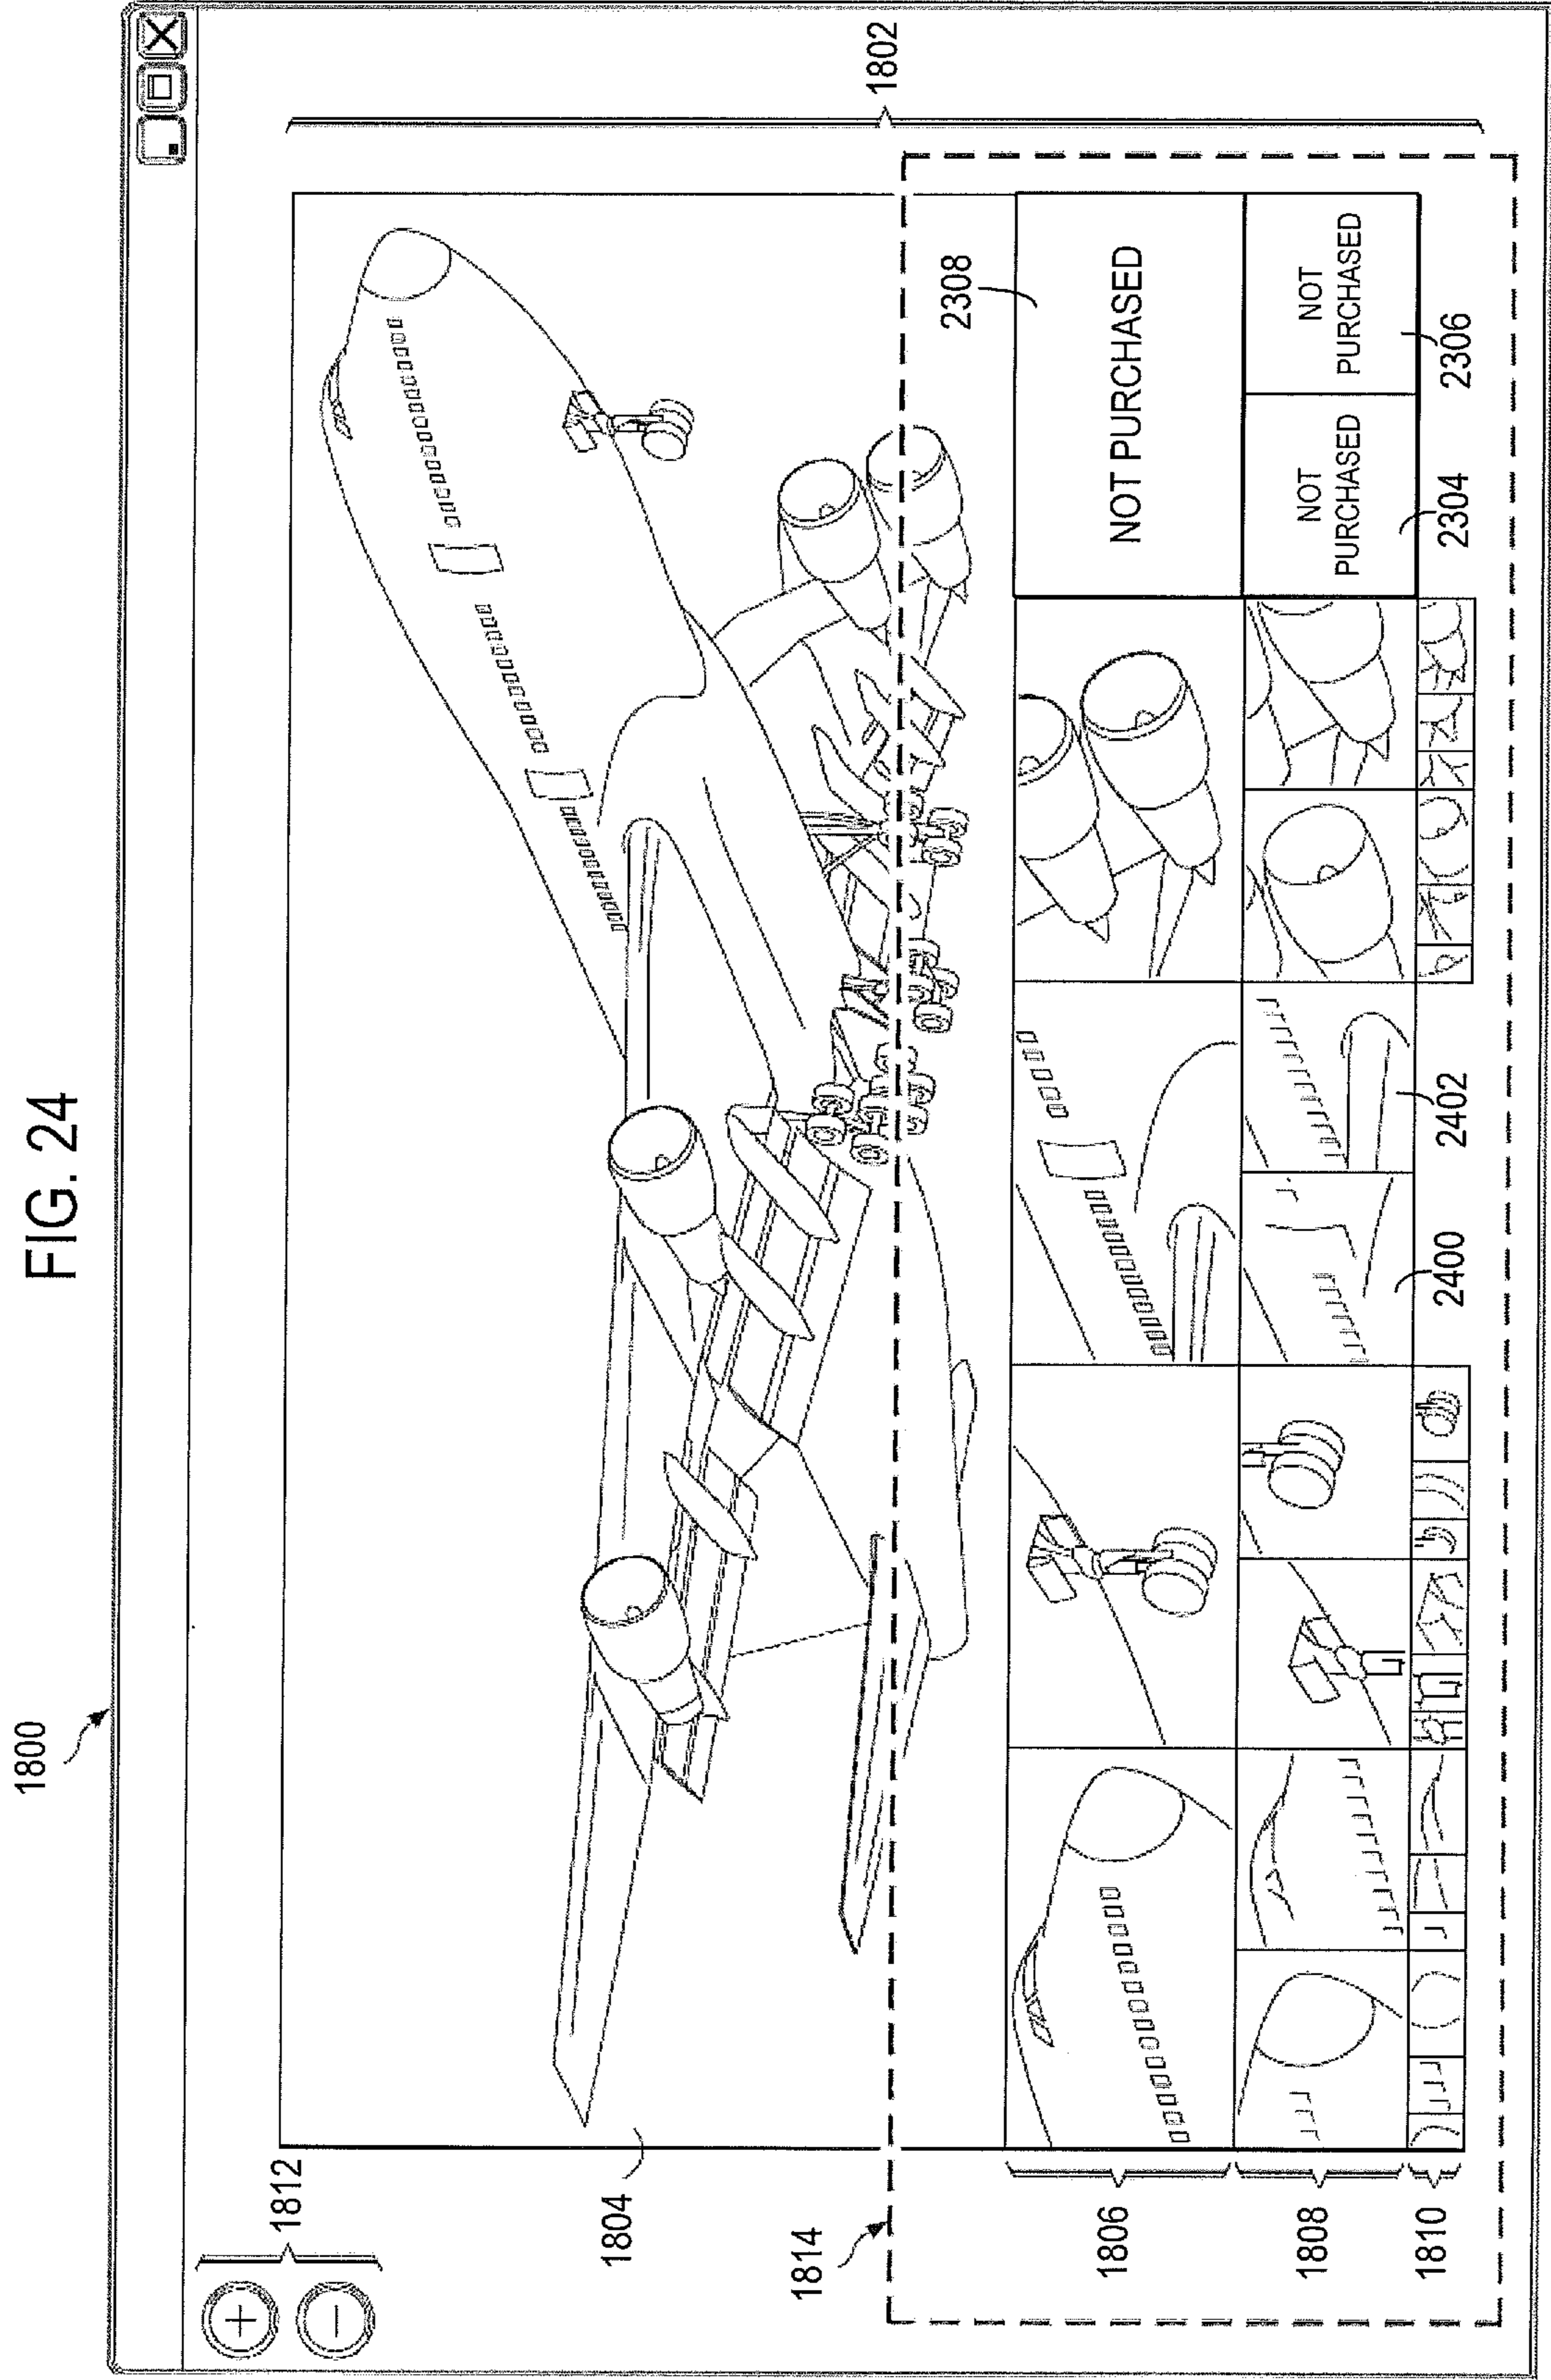 FIG. 24
1800
1812
+
−
1804
1814
1802
2308
NOT PURCHASED
NOT
PURCHASED
NOT
PURCHASED
1806
1808
1810
2400
2402
2304
2306